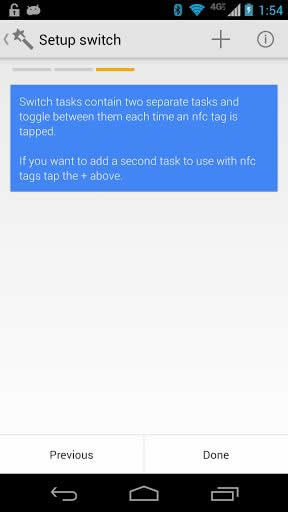 4G 1:54
Setup switch
Switch tasks contain two separate tasks and
toggle between them each time an nfc tag is
tapped.
If you want to add a second task to use with nfc
tags tap the + above.
Previous Done